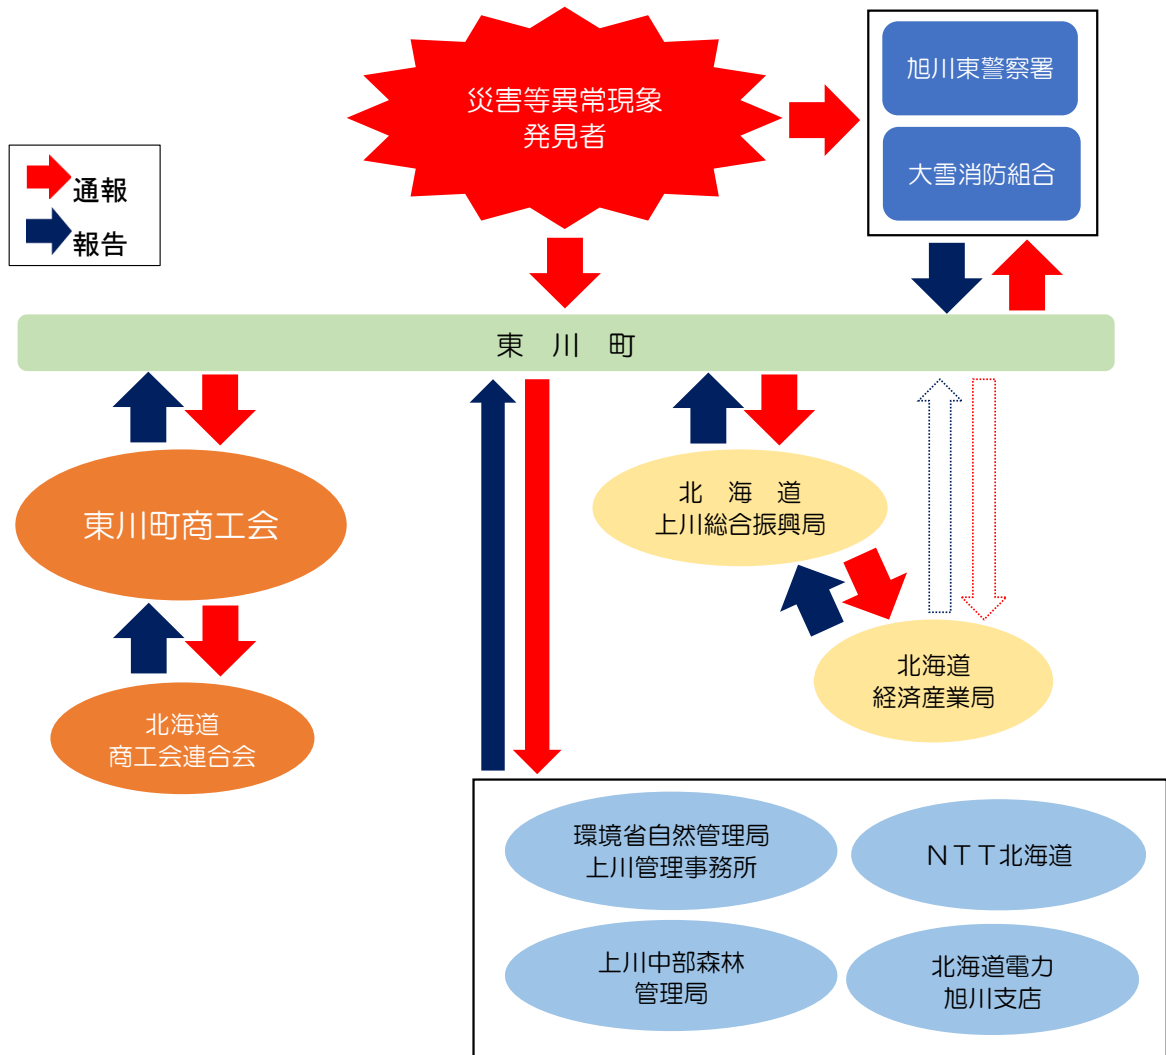 災害等異常現象
発見者
旭川東警察署
大雪消防組合
通報
報告
東　川　町
東川町商工会
北　海　道
上川総合振興局
北海道
経済産業局
北海道
商工会連合会
環境省自然管理局
上川管理事務所
ＮＴＴ北海道
上川中部森林
管理局
北海道電力
旭川支店